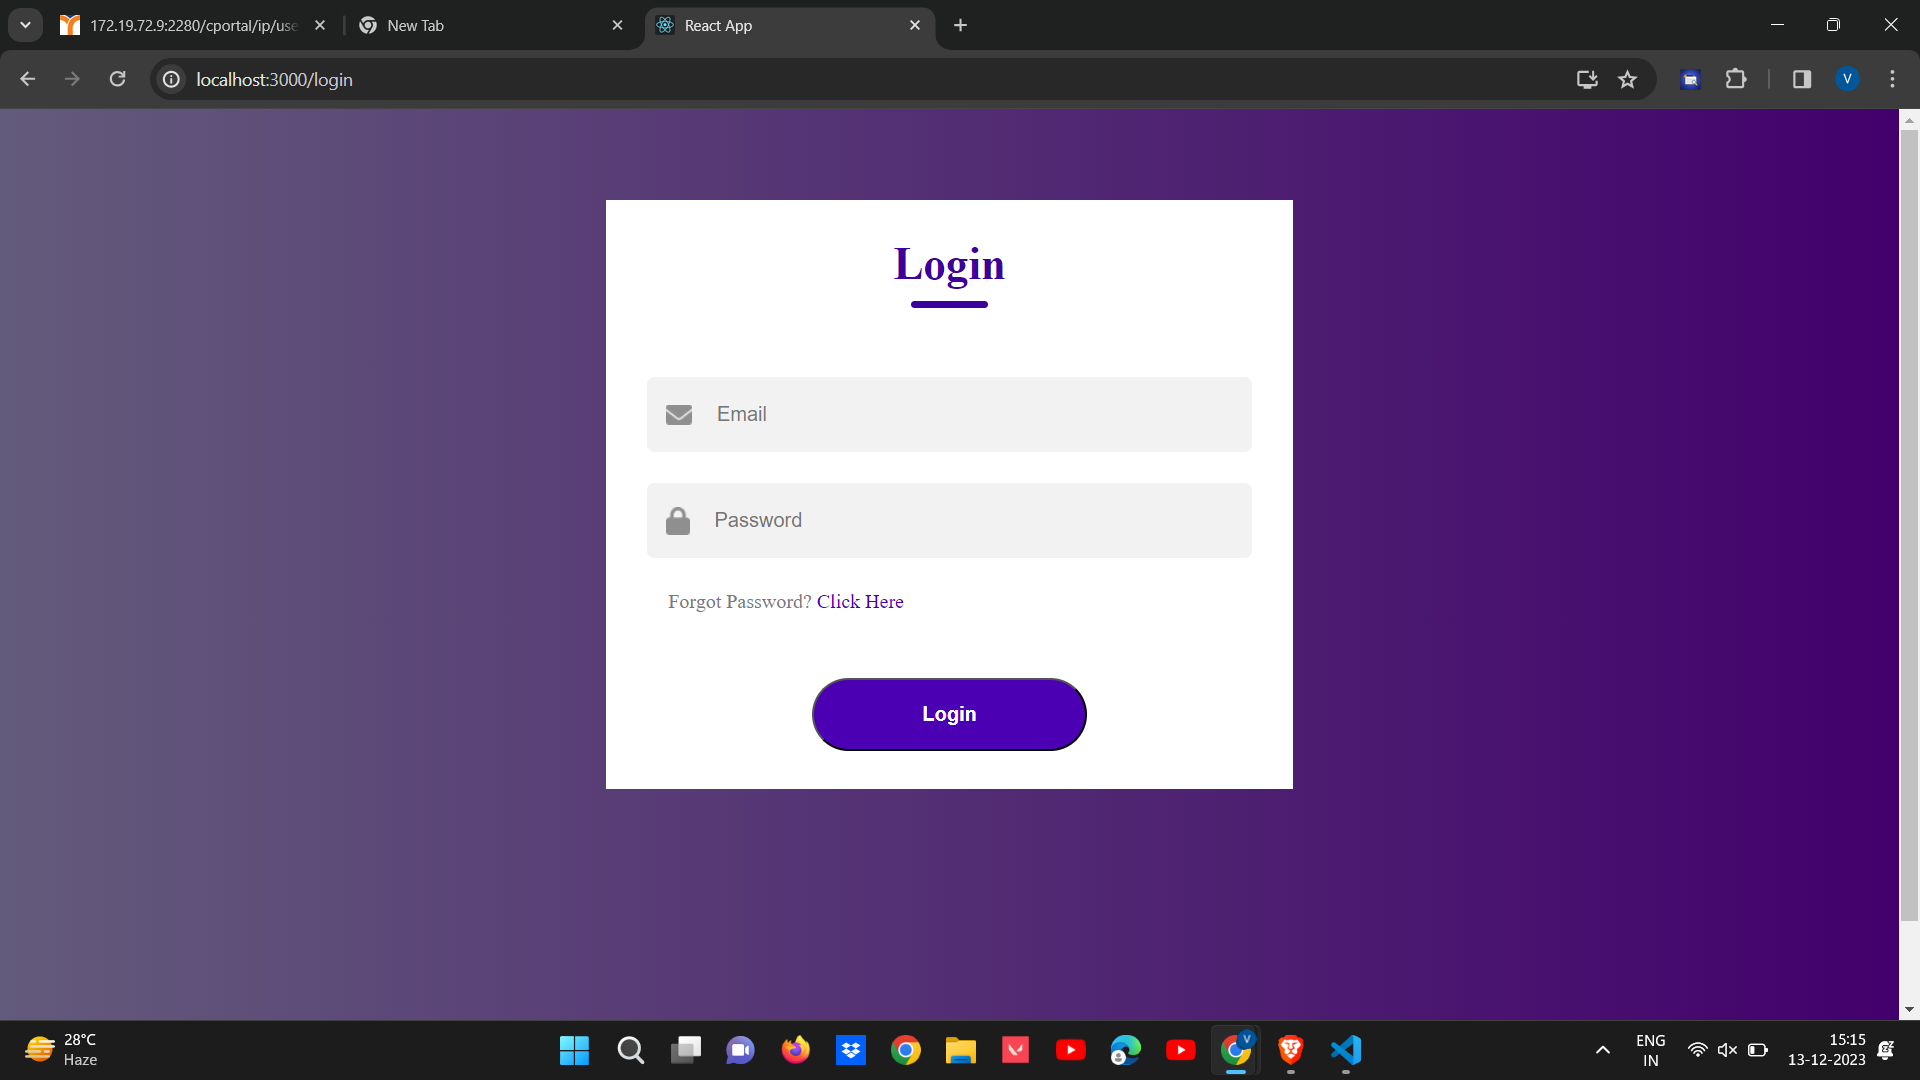 172.19.72.9:2280/cportal/ip/use
New Tab
React App
localhost:3000/login
V
Login
Email
Password
Forgot Password? Click Here
Login
28°C
Haze
V
ENG
IN
15:15
13-12-2023